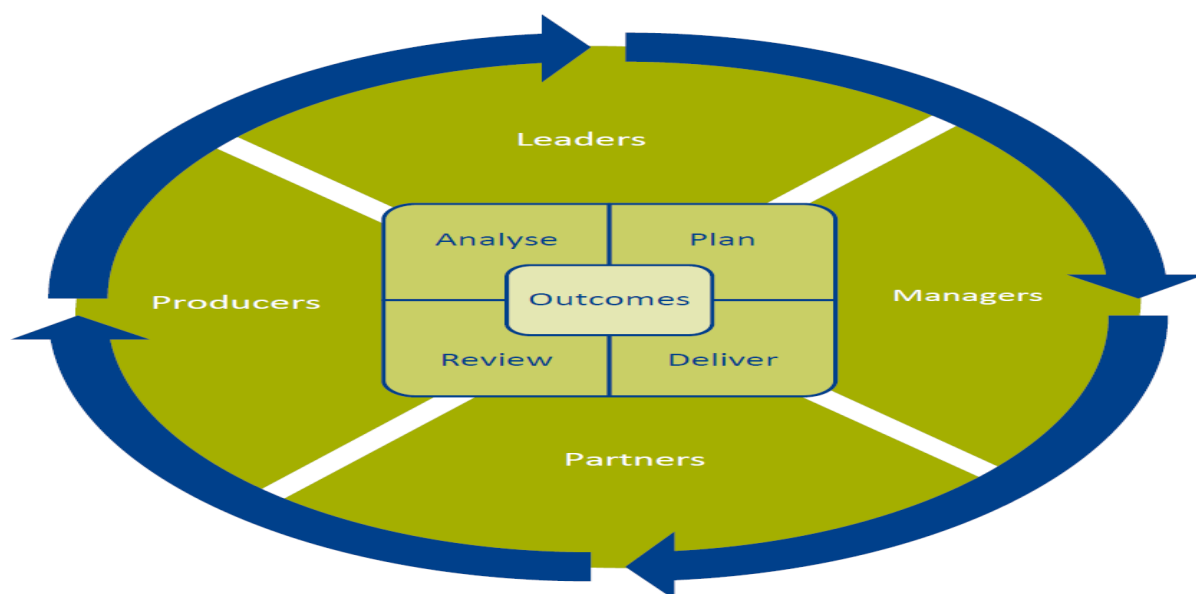 Leaders
Analyse
Plan
Producers
Outcomes
Managers
Review
Deliver
Partners